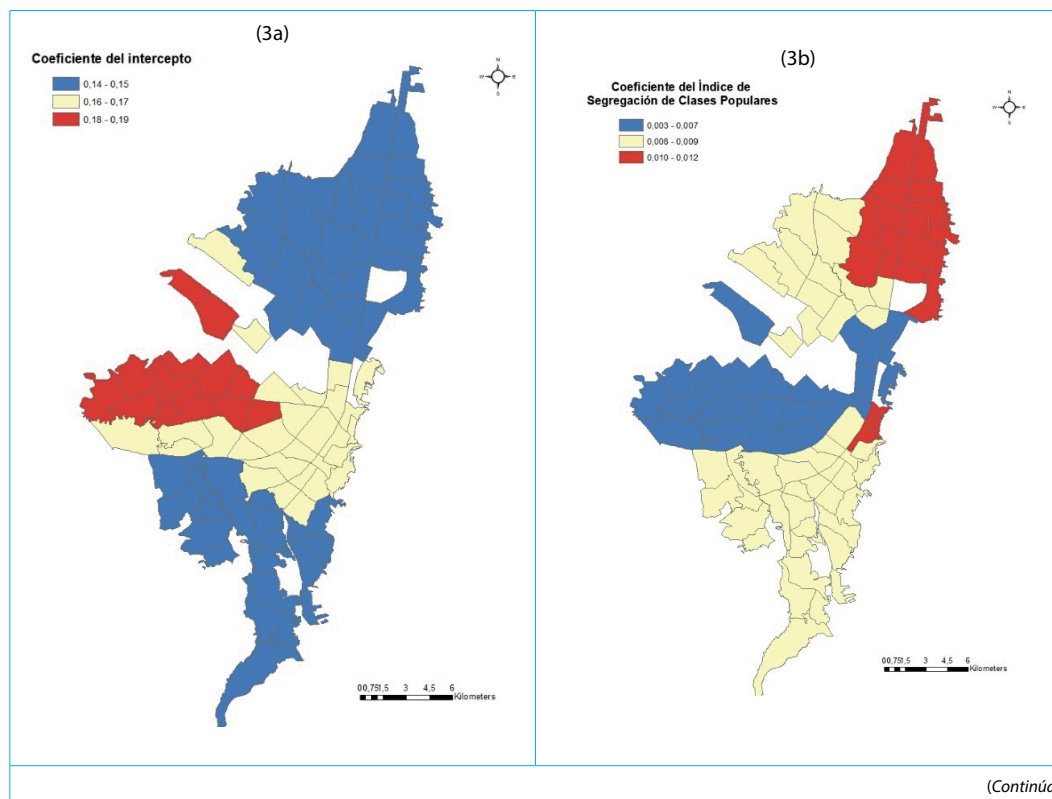 (3a)
Coeficiente del intercepto
0,14 - 0,15
0,16 - 0,17
0,18 - 0,19
N
W E
S
00,751,5 3 4,5 6
Kilometers
(3b)
Coeficiente del Índice de
Segregación de Clases Populares
0,003 - 0,007
0,008 - 0,009
0,010 - 0,012
N
W E
S
00,751,5 3 4,5 6
Kilometers
(Continúa